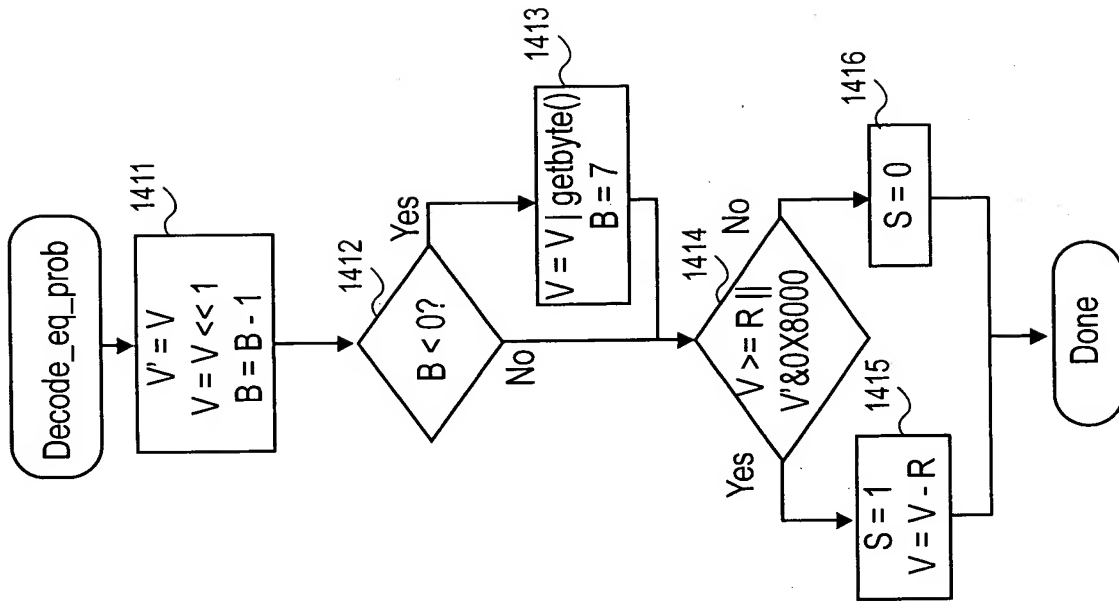 Decode_eq_prob
1411
V' = V
V = V << 1
B = B - 1
1412
B < 0?
Yes
No
1413
V = V | getbyte()
B = 7
1414
V >= R ||
V'&0X8000
Yes
No
1415
S = 1
V = V - R
1416
S = 0
Done